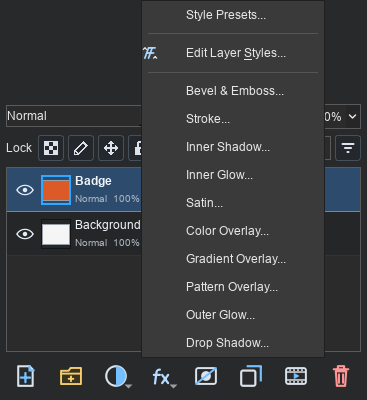 Style Presets...
Edit Layer Styles...
Bevel & Emboss...
Normal
0%
Stroke...
Lock
Inner Shadow...
Inner Glow...
Badge
Normal 100%
Satin...
Background
Normal 100%
Color Overlay...
Gradient Overlay...
Pattern Overlay...
Outer Glow...
Drop Shadow...
fx